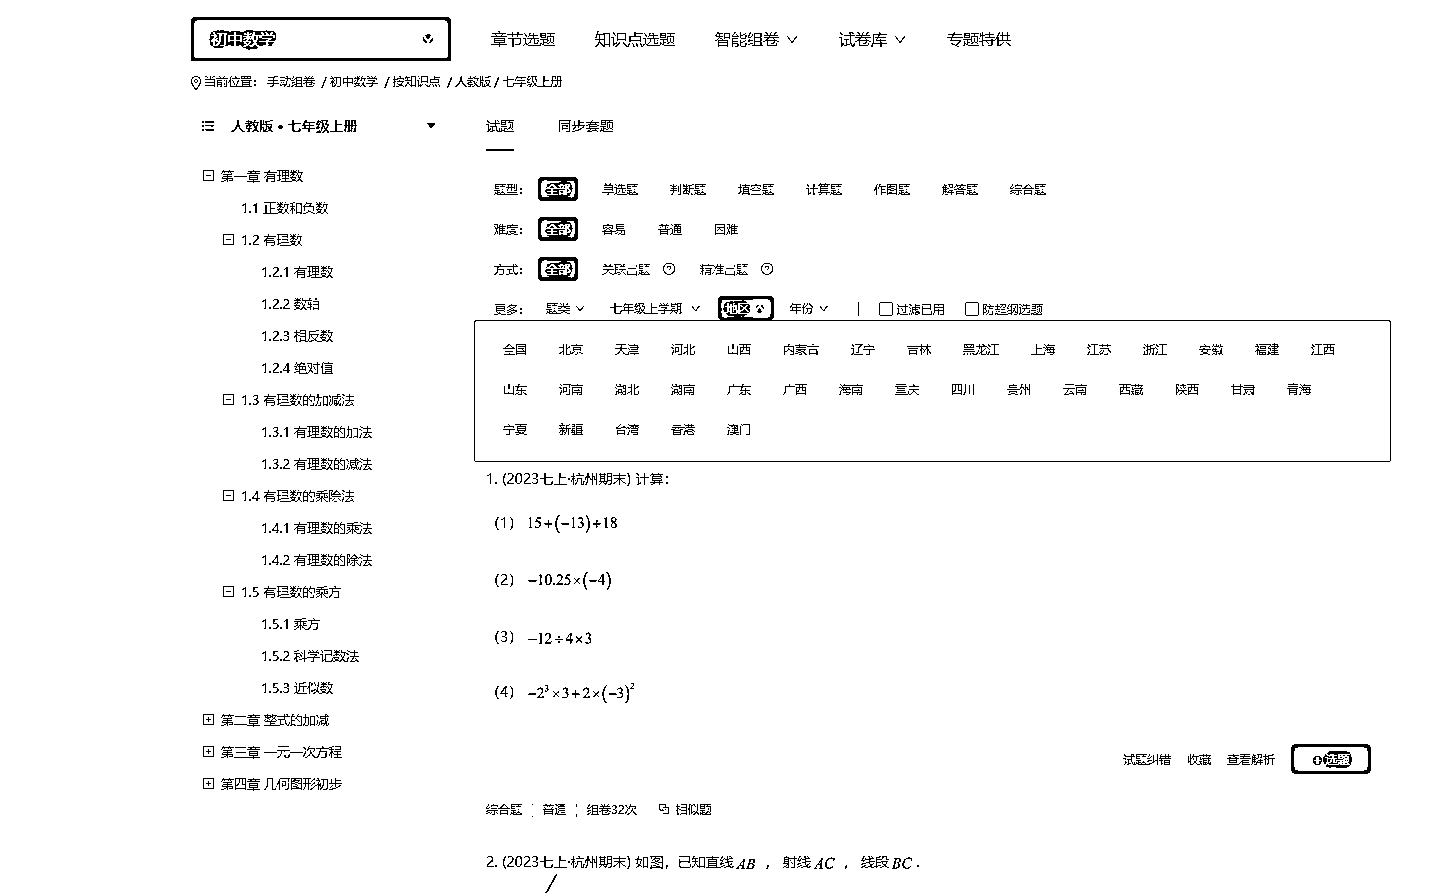 初中数学 章节选题 知识点选题 智能组卷 试卷库 专题特供
当前位置： 手动组卷 / 初中数学 / 按知识点 / 人教版 / 七年级上册
人教版 • 七年级上册
第一章 有理数
1.1 正数和负数
1.2 有理数
1.2.1 有理数
1.2.2 数轴
1.2.3 相反数
1.2.4 绝对值
1.3 有理数的加减法
1.3.1 有理数的加法
1.3.2 有理数的减法
1.4 有理数的乘除法
1.4.1 有理数的乘法
1.4.2 有理数的除法
1.5 有理数的乘方
1.5.1 乘方
1.5.2 科学记数法
1.5.3 近似数
第二章 整式的加减
第三章 一元一次方程
第四章 几何图形初步
试题 同步套题
题型： 全部 单选题 判断题 填空题 计算题 作图题 解答题 综合题
难度： 全部 容易 普通 困难
方式： 全部 关联出题 精准出题
更多： 题类 七年级上学期 地区 年份 | 过滤已用 防超纲选题
全国 北京 天津 河北 山西 内蒙古 辽宁 吉林 黑龙江 上海 江苏 浙江 安徽 福建 江西
山东 河南 湖北 湖南 广东 广西 海南 重庆 四川 贵州 云南 西藏 陕西 甘肃 青海
宁夏 新疆 台湾 香港 澳门
1. (2023七上·杭州期末) 计算：
（1） 15+(−13)+18
（2） −10.25×(−4)
（3） −12÷4×3
（4） −2³×3+2×(−3)²
试题纠错 收藏 查看解析 选题
综合题 普通 组卷32次 相似题
2. (2023七上·杭州期末) 如图，已知直线 AB ， 射线 AC ， 线段 BC .